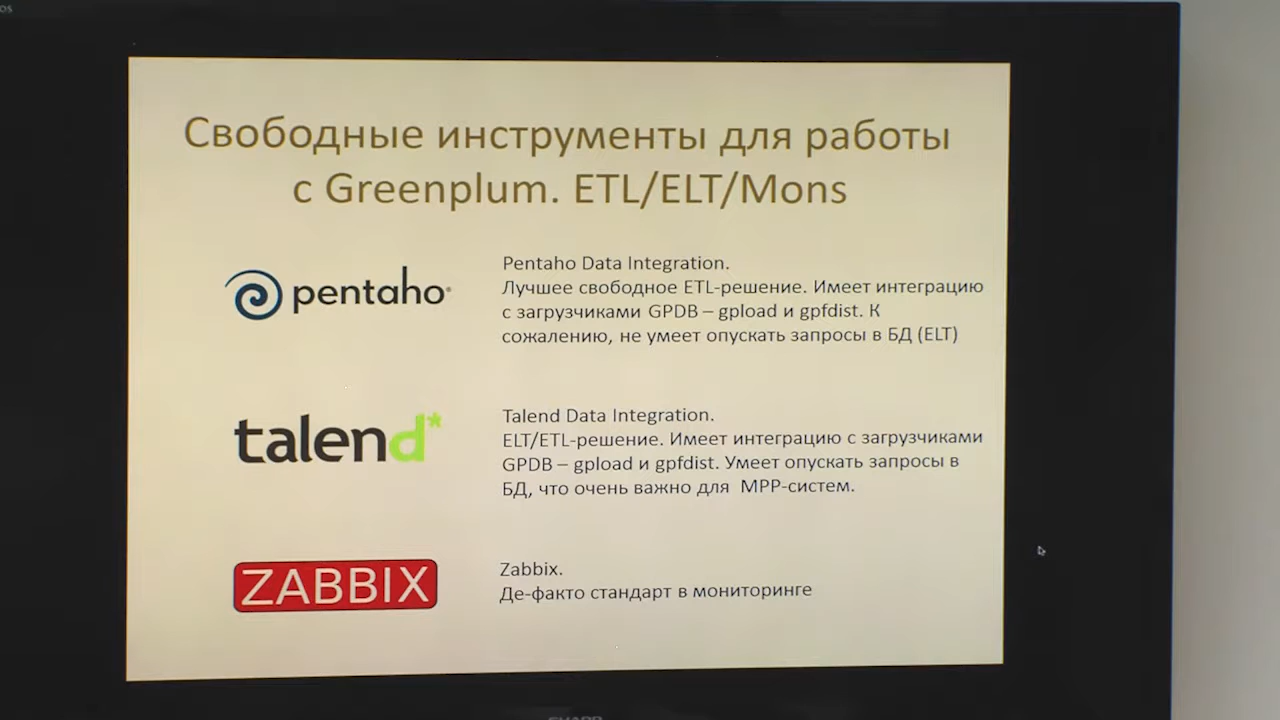 Свободные инструменты для работы
с Greenplum. ETL/ELT/Mons
pentaho
Pentaho Data Integration.
Лучшее свободное ETL-решение. Имеет интеграцию
с загрузчиками GPDB – gpload и gpfdist. К
сожалению, не умеет опускать запросы в БД (ELT)
talend*
Talend Data Integration.
ELT/ETL-решение. Имеет интеграцию с загрузчиками
GPDB – gpload и gpfdist. Умеет опускать запросы в
БД, что очень важно для MPP-систем.
ZABBIX
Zabbix.
Де-факто стандарт в мониторинге